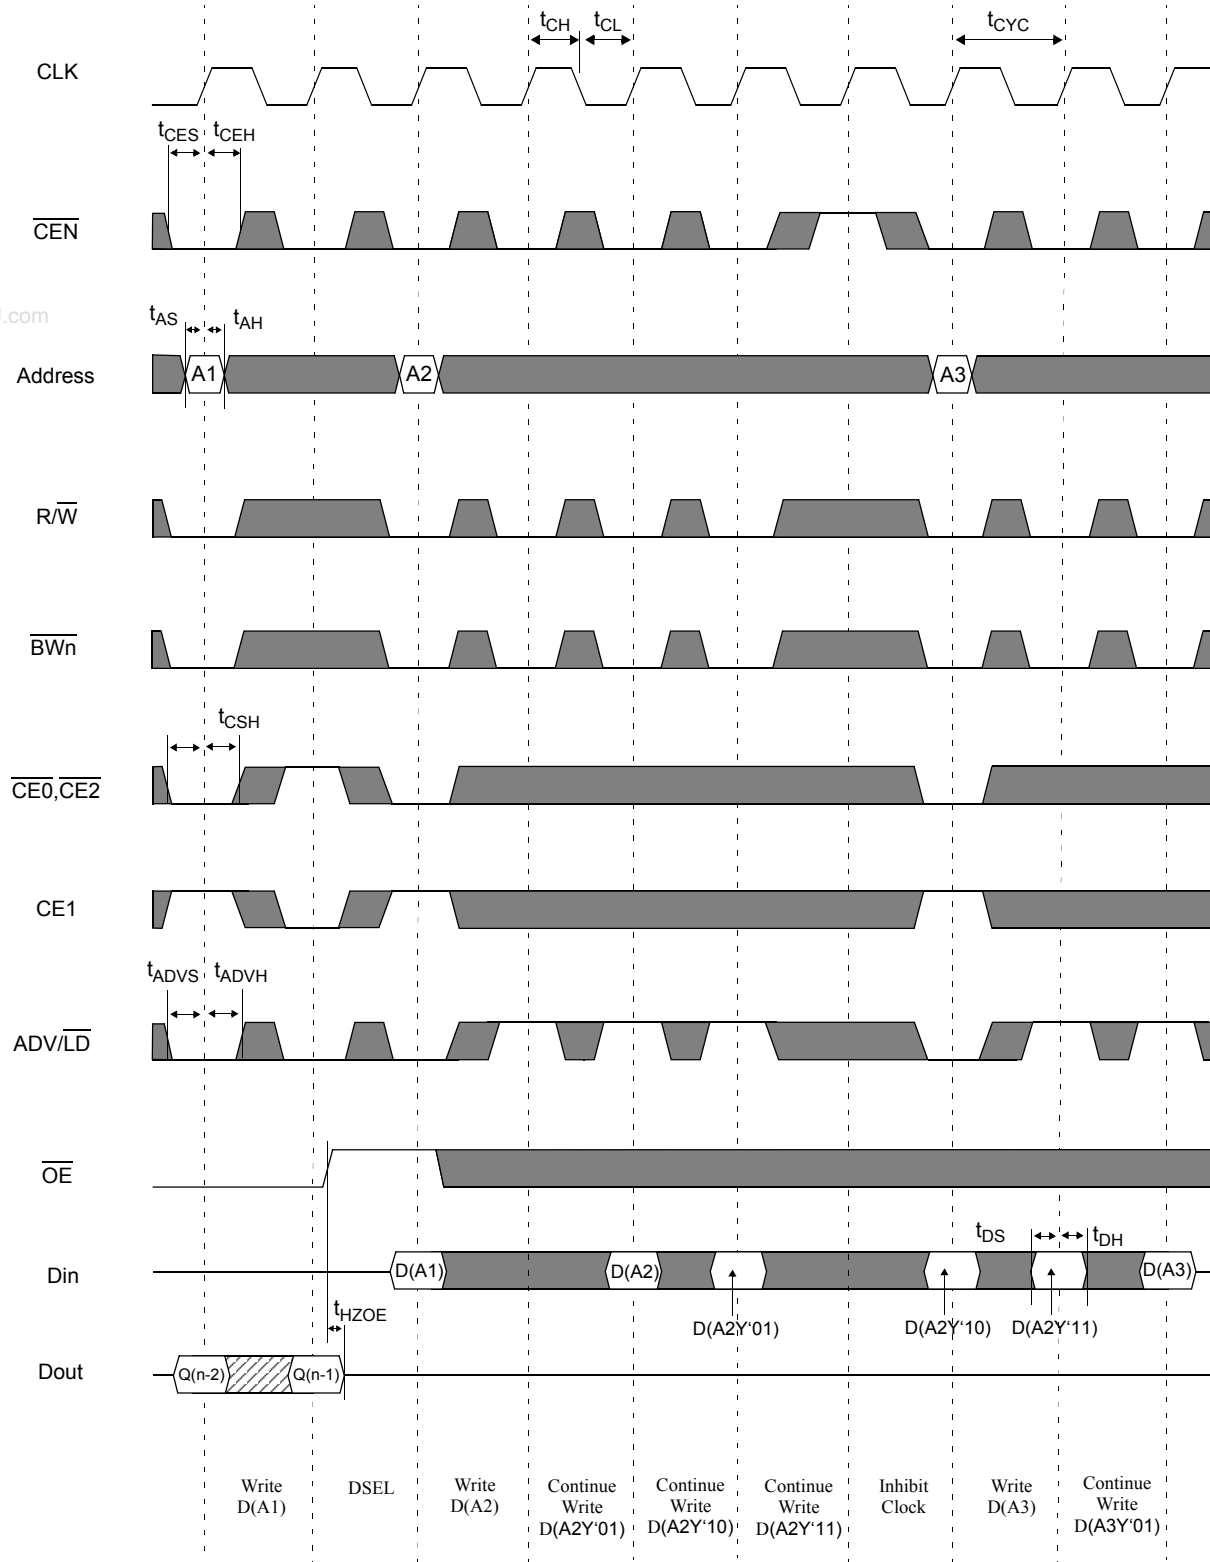 tCH tCL tCYC
CLK
tCES tCEH
CEN
.com
tAS tAH
Address A1 A2 A3
R/W
BWn
tCSH
CE0,CE2
CE1
tADVS tADVH
ADV/LD
OE
tDS tDH
Din D(A1) D(A2) D(A3)
tHZOE D(A2Y‘01) D(A2Y‘10) D(A2Y‘11)
Dout Q(n-2) Q(n-1)
Write
D(A1)
DSEL
Write
D(A2)
Continue
Write
D(A2Y‘01)
Continue
Write
D(A2Y‘10)
Continue
Write
D(A2Y‘11)
Inhibit
Clock
Write
D(A3)
Continue
Write
D(A3Y‘01)